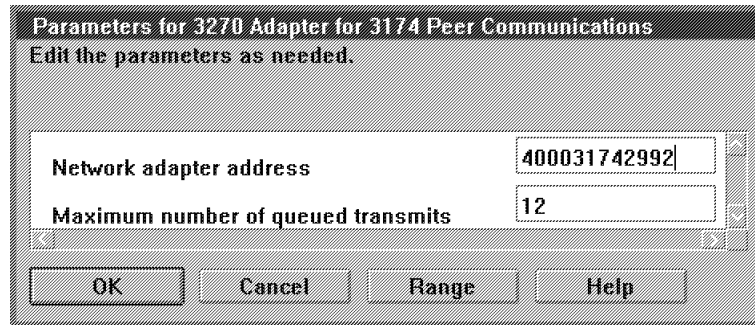 Parameters for 3270 Adapter for 3174 Peer Communications
Edit the parameters as needed.
Network adapter address 400031742992
Maximum number of queued transmits 12
OK Cancel Range Help